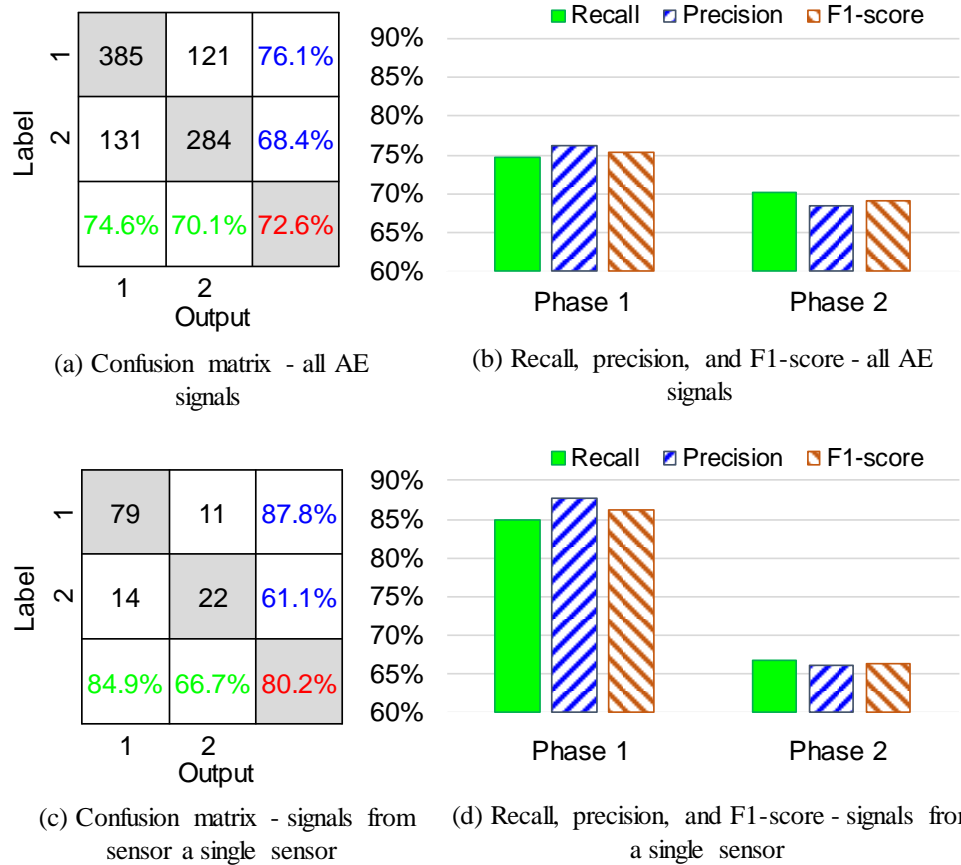 Recall Precision F1-score
1 385 121 76.1%
2 131 284 68.4%
74.6% 70.1% 72.6%
1 2
Label
Output
90%
85%
80%
75%
70%
65%
60%
Phase 1 Phase 2
(a) Confusion matrix - all AE
signals
(b) Recall, precision, and F1-score - all AE
signals
Recall Precision F1-score
1 79 11 87.8%
2 14 22 61.1%
84.9% 66.7% 80.2%
1 2
Label
Output
90%
85%
80%
75%
70%
65%
60%
Phase 1 Phase 2
(c) Confusion matrix - signals from
sensor a single sensor
(d) Recall, precision, and F1-score - signals from
a single sensor